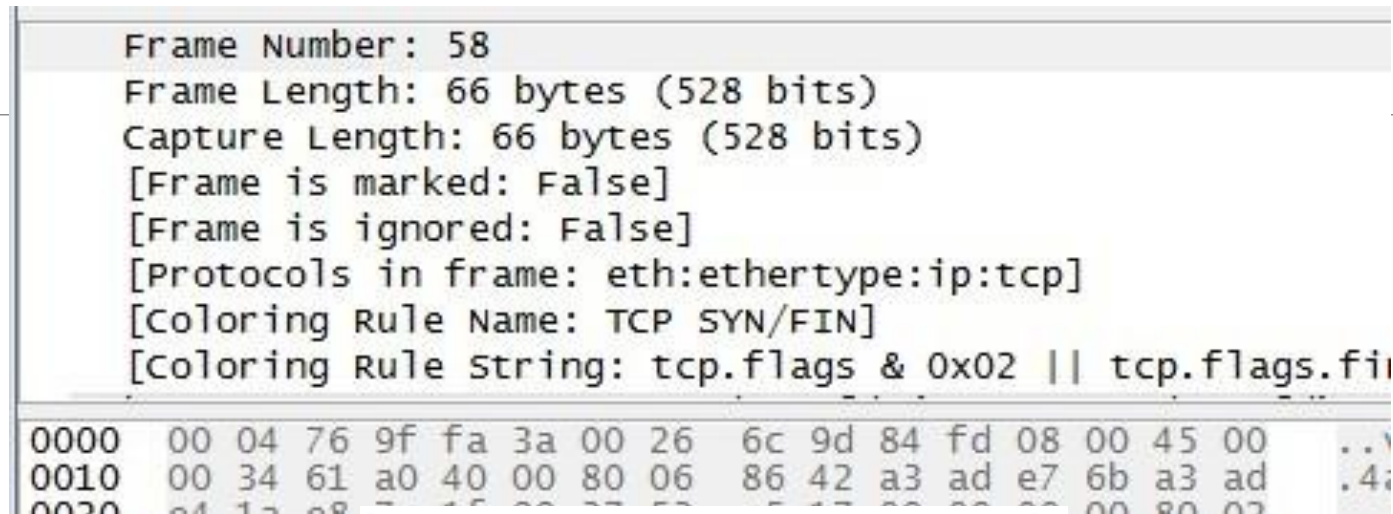 Frame Number: 58
Frame Length: 66 bytes (528 bits)
Capture Length: 66 bytes (528 bits)
[Frame is marked: False]
[Frame is ignored: False]
[Protocols in frame: eth:ethertype:ip:tcp]
[Coloring Rule Name: TCP SYN/FIN]
[Coloring Rule String: tcp.flags & 0x02 || tcp.flags.fin
0000 00 04 76 9f fa 3a 00 26 6c 9d 84 fd 08 00 45 00 ..v
0010 00 34 61 a0 40 00 80 06 86 42 a3 ad e7 6b a3 ad .4a